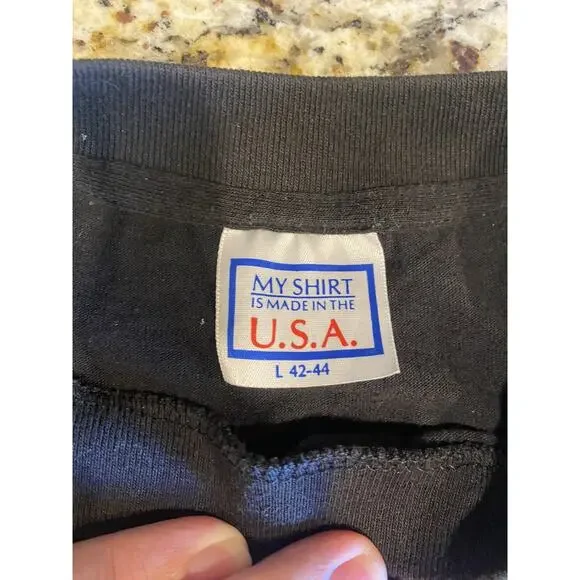 MY SHIRT
IS MADE IN THE
U.S.A.
L 42-44